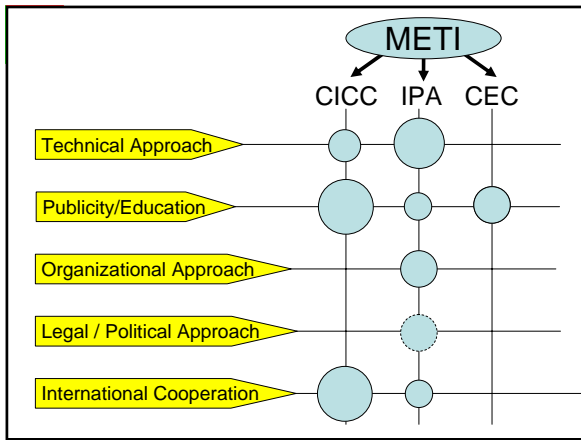 METI
CICC IPA CEC
Technical Approach
Publicity/Education
Organizational Approach
Legal / Political Approach
International Cooperation